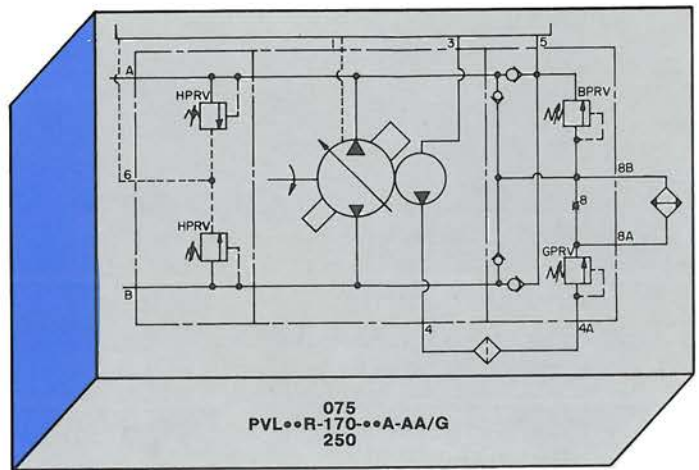 3
5
A
HPRV
BPRV
6
8B
8
HPRV
8A
GPRV
B
4
4A
075
PVL••R-170-••A-AA/G
250